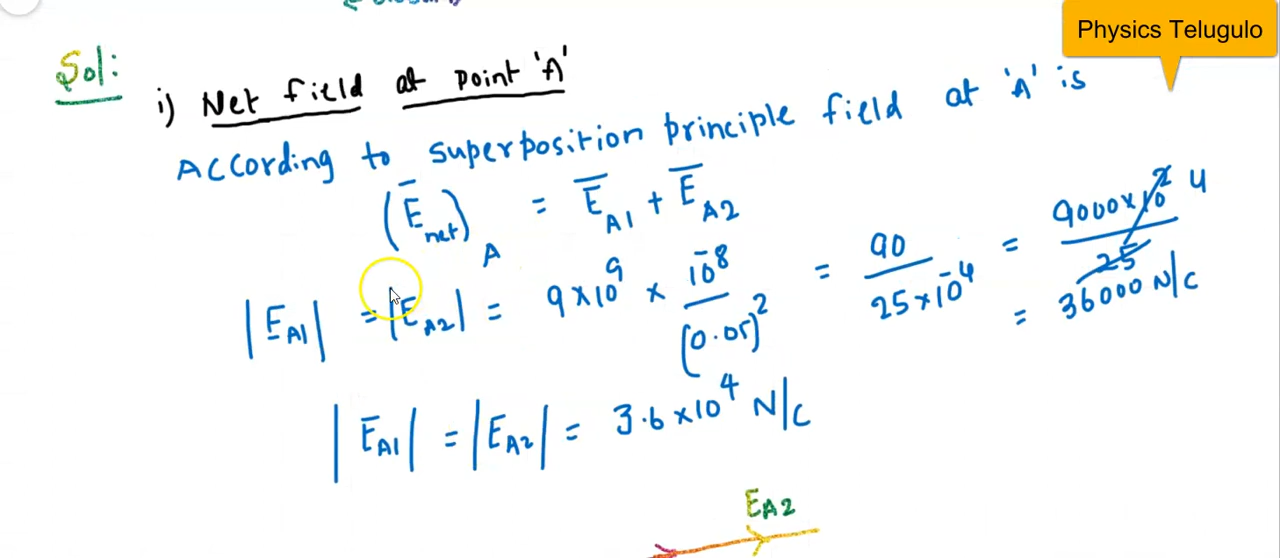 Physics Telugulo
Sol:
i) Net field at point 'A'
According to superposition principle field at 'A' is
(E̅net)A = E̅A1 + E̅A2
|EA1| = |EA2| = 9×10⁹ × 10⁻⁸/(0.05)² = 90/25×10⁻⁴ = 9000×10² 4/25
= 36000 N/C
|E̅A1| = |EA2| = 3.6×10⁴ N/C
EA2